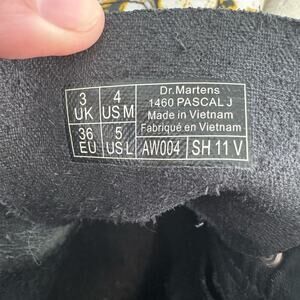 3 UK
4 US M
36 EU
5 US L
Dr.Martens
1460 PASCAL J
Made in Vietnam
Fabriqué en Vietnam
AW004
SH 11 V